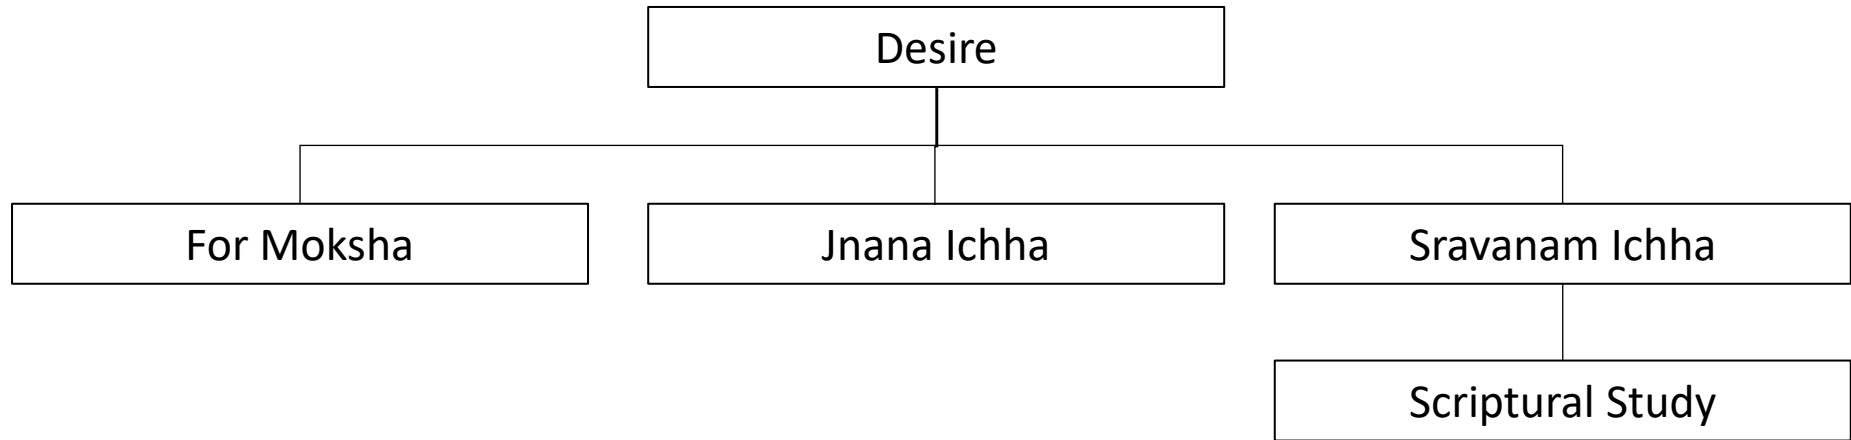 Desire
For Moksha
Jnana Ichha
Sravanam Ichha
Scriptural Study